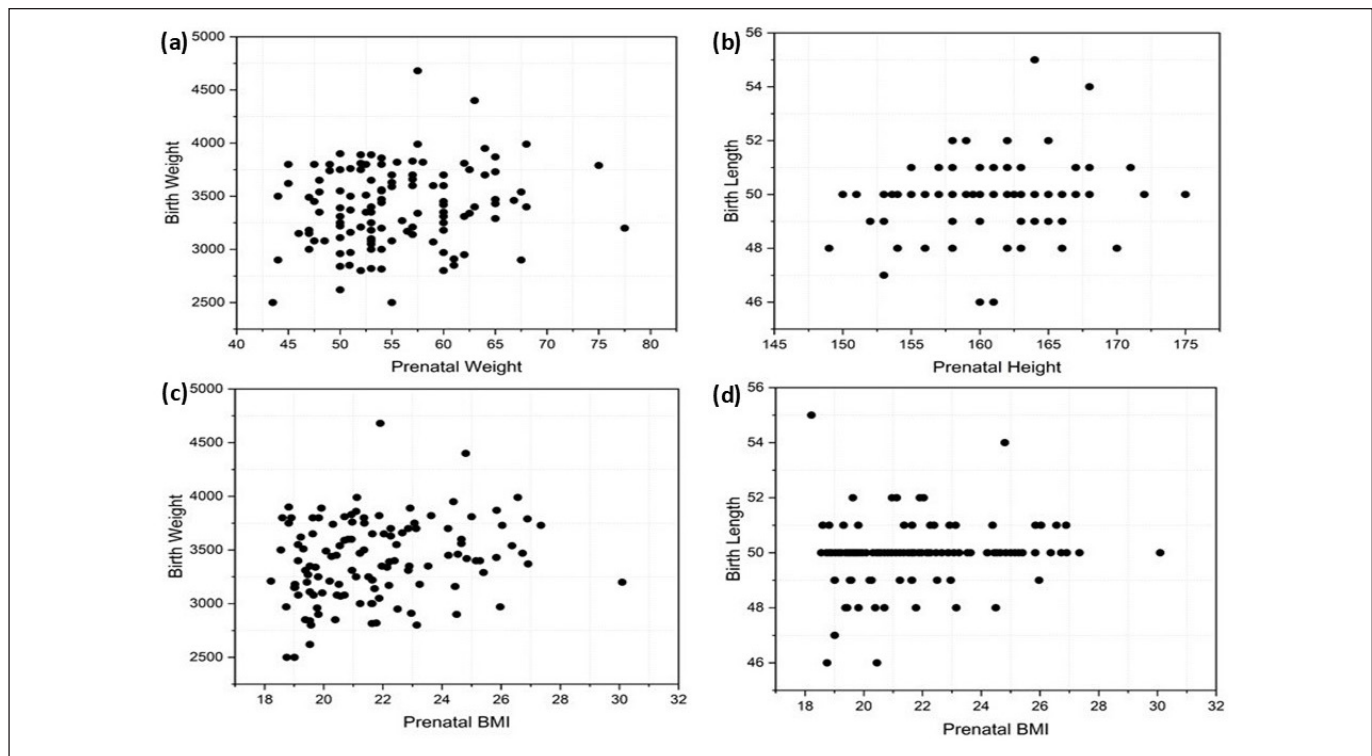 (a)
5000
4500
4000
3500
3000
2500
Birth Weight
40 45 50 55 60 65 70 75 80
Prenatal Weight
(b)
56
54
52
50
48
46
Birth Length
145 150 155 160 165 170 175
Prenatal Height
(c)
5000
4500
4000
3500
3000
2500
Birth Weight
18 20 22 24 26 28 30 32
Prenatal BMI
(d)
56
54
52
50
48
46
Birth Length
18 20 22 24 26 28 30 32
Prenatal BMI